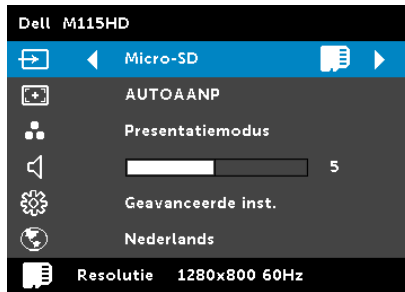 Dell M115HD
Micro-SD
AUTOAANP
Presentatiemodus
5
Geavanceerde inst.
Nederlands
Resolutie 1280x800 60Hz